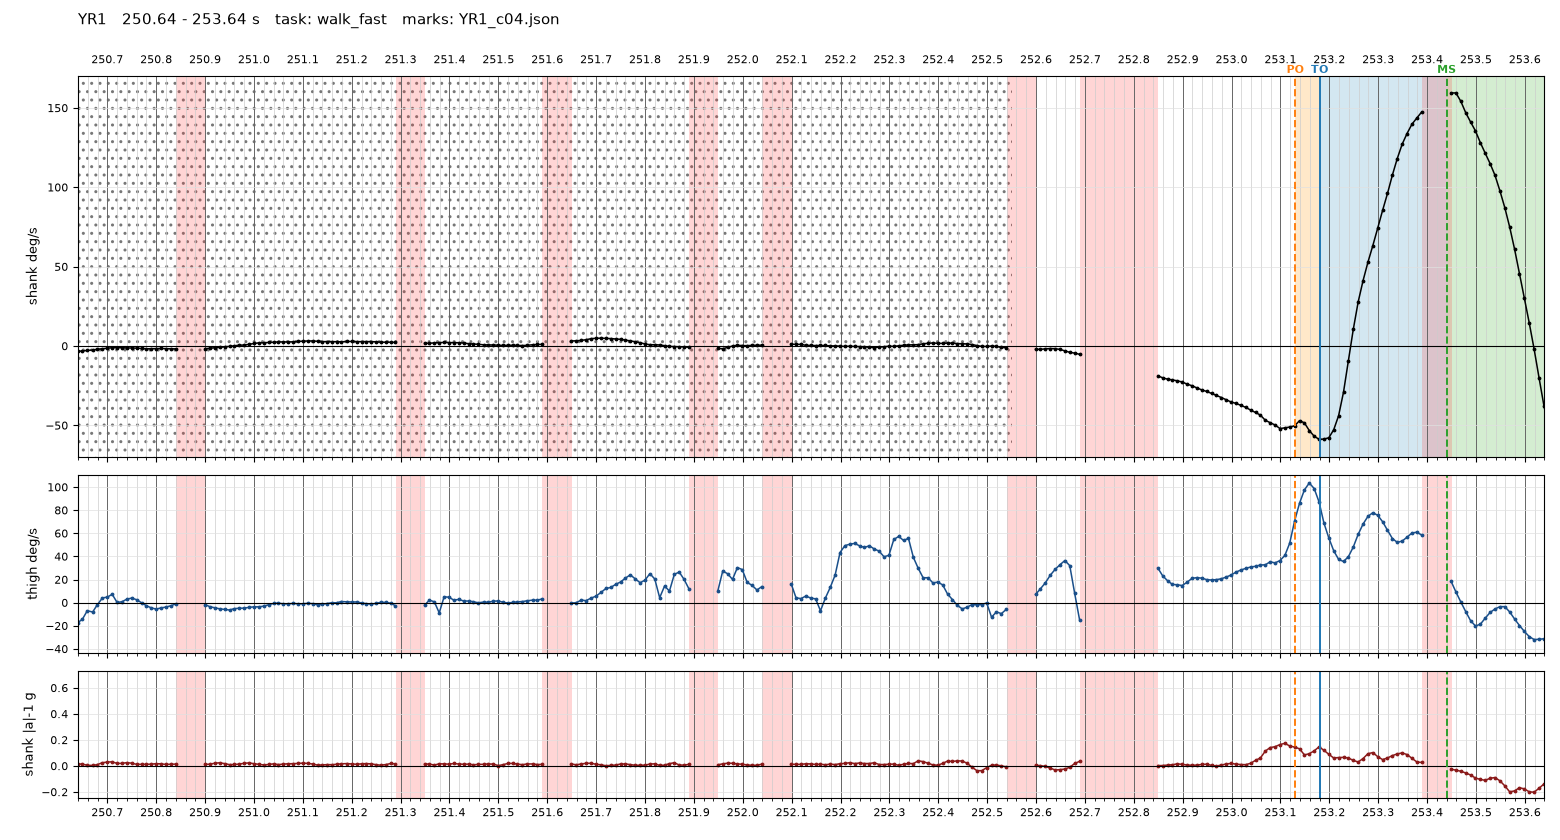 YR1   250.64 - 253.64 s   task: walk_fast   marks: YR1_c04.json
250.7 250.8 250.9 251.0 251.1 251.2 251.3 251.4 251.5 251.6 251.7 251.8 251.9 252.0 252.1 252.2 252.3 252.4 252.5 252.6 252.7 252.8 252.9 253.0 253.1 253.2 253.3 253.4 253.5 253.6
PO TO MS
shank deg/s
150
100
50
0
−50
thigh deg/s
100
80
60
40
20
0
−20
−40
shank |a|-1 g
0.6
0.4
0.2
0.0
−0.2
250.7 250.8 250.9 251.0 251.1 251.2 251.3 251.4 251.5 251.6 251.7 251.8 251.9 252.0 252.1 252.2 252.3 252.4 252.5 252.6 252.7 252.8 252.9 253.0 253.1 253.2 253.3 253.4 253.5 253.6